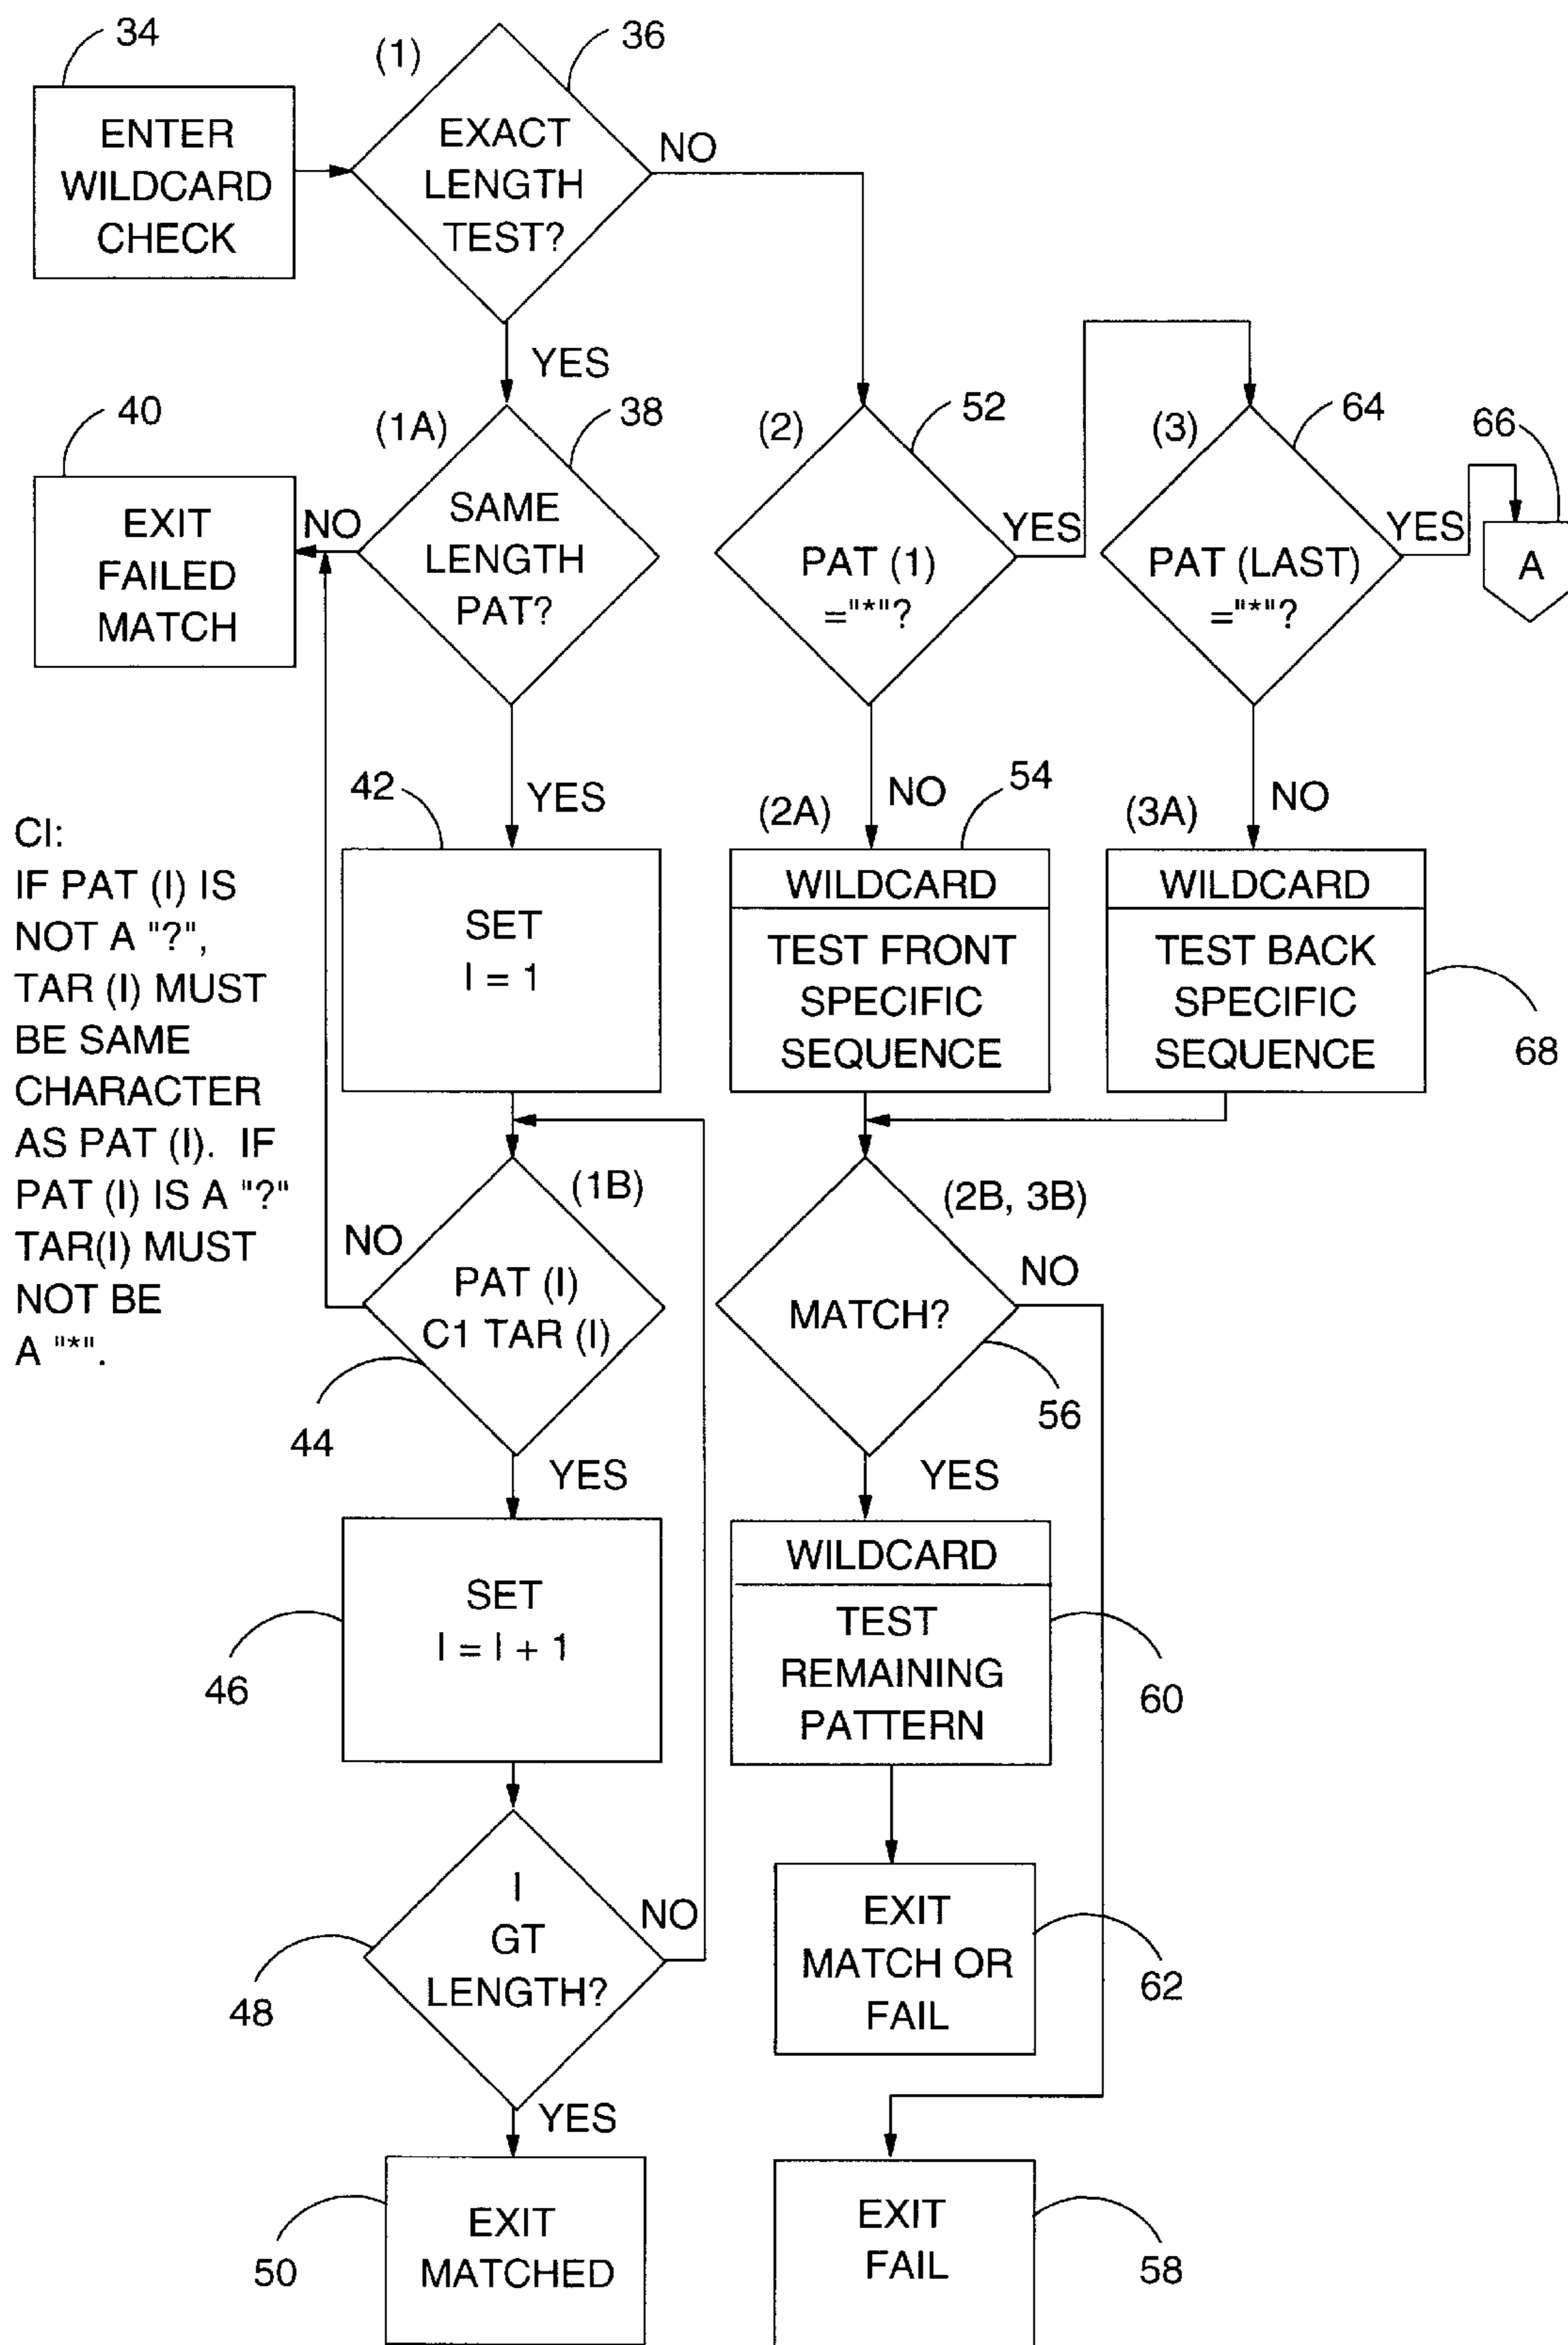 34
(1)
36
ENTER
WILDCARD
CHECK
EXACT
LENGTH
TEST?
NO
YES
40
(1A)
38
EXIT
FAILED
MATCH
NO
SAME
LENGTH
PAT?
(2)
52
PAT (1)
="*"?
YES
(3)
64
PAT (LAST)
="*"?
YES
66
A
CI:
IF PAT (I) IS
NOT A "?",
TAR (I) MUST
BE SAME
CHARACTER
AS PAT (I). IF
PAT (I) IS A "?"
TAR(I) MUST
NOT BE
A "*".
42
YES
SET
I = 1
(2A)
NO
54
WILDCARD
TEST FRONT
SPECIFIC
SEQUENCE
(3A)
NO
WILDCARD
TEST BACK
SPECIFIC
SEQUENCE
68
(1B)
NO
PAT (I)
C1 TAR (I)
44
YES
(2B, 3B)
NO
MATCH?
56
YES
SET
I = I + 1
46
WILDCARD
TEST
REMAINING
PATTERN
60
I
GT
LENGTH?
NO
48
YES
EXIT
MATCH OR
FAIL
62
EXIT
MATCHED
50
EXIT
FAIL
58